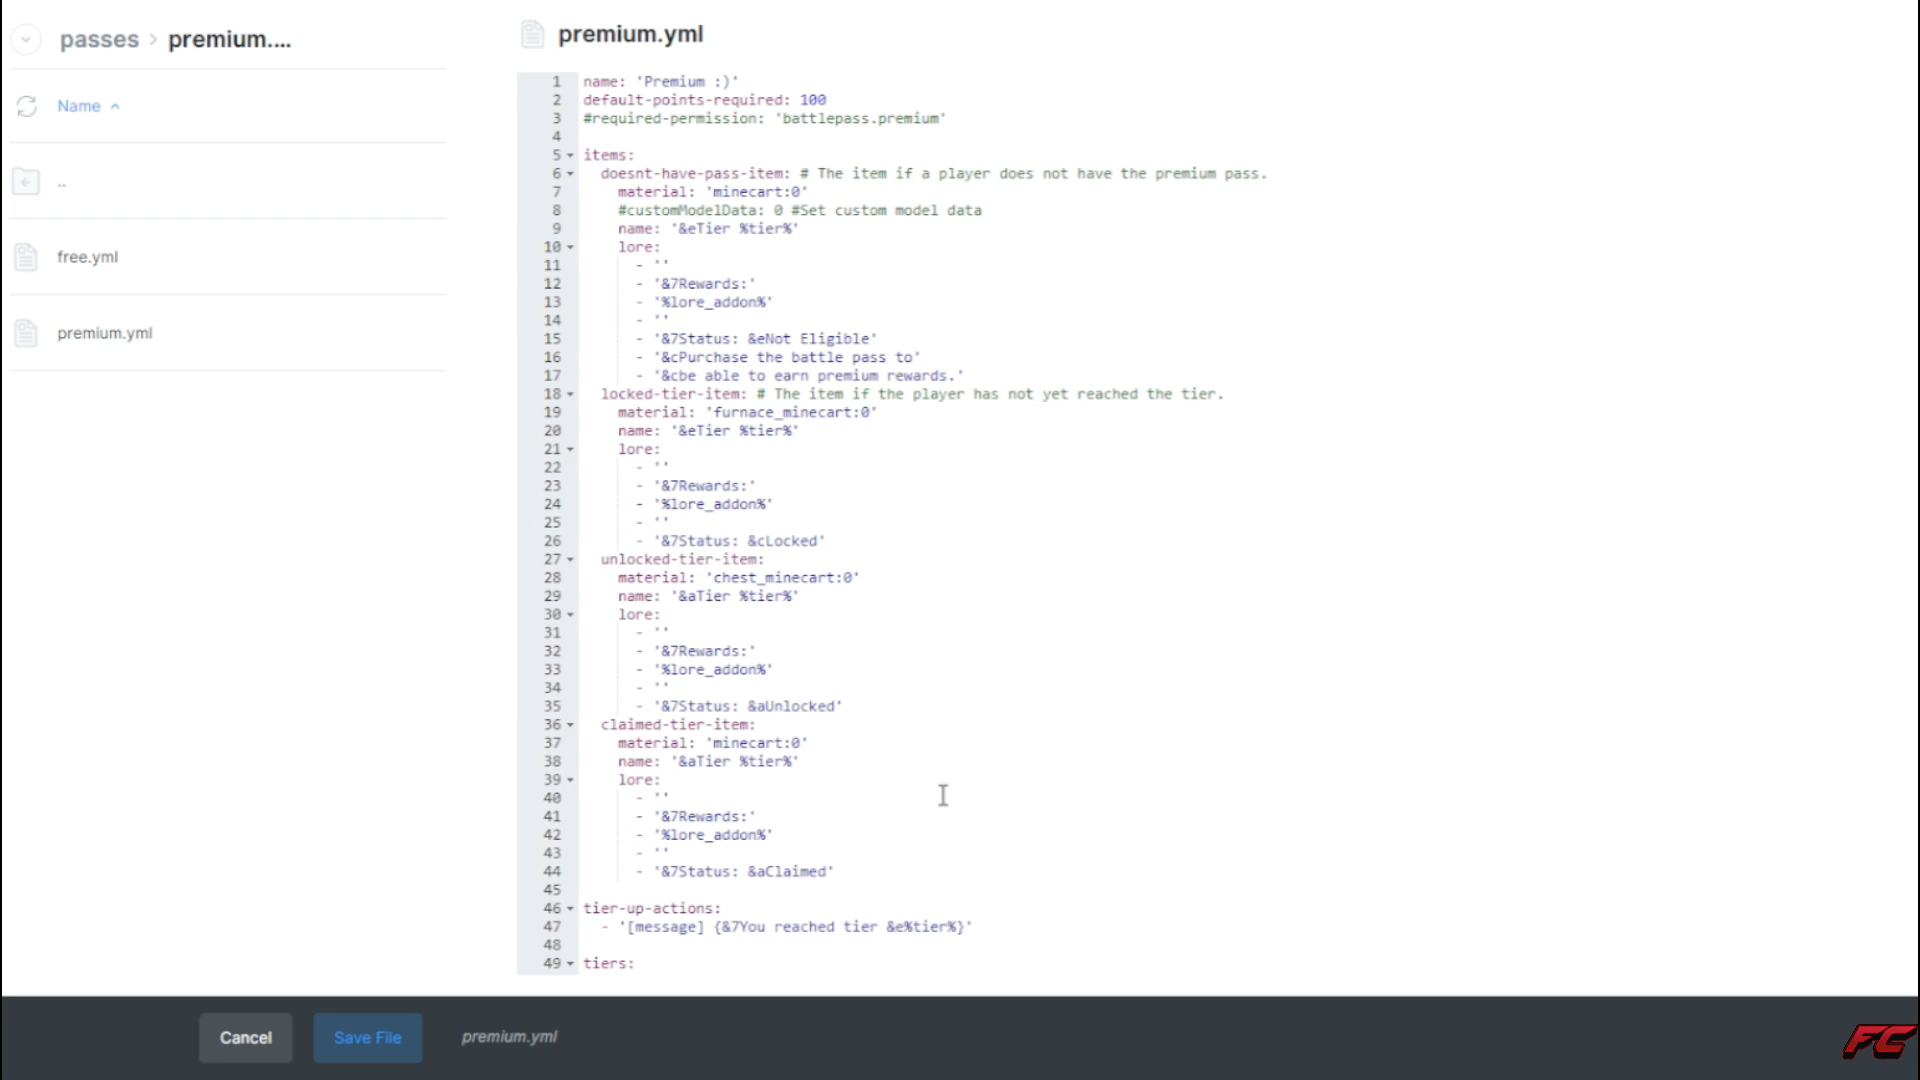 passes > premium....
Name
..
free.yml
premium.yml
premium.yml
1 name: 'Premium :)'
2 default-points-required: 100
3 #required-permission: 'battlepass.premium'
4
5 items:
6 doesnt-have-pass-item: # The item if a player does not have the premium pass.
7 material: 'minecart:0'
8 #customModelData: 0 #Set custom model data
9 name: '&eTier %tier%'
10 lore:
11 - ''
12 - '&7Rewards:'
13 - '%lore_addon%'
14 - ''
15 - '&7Status: &eNot Eligible'
16 - '&cPurchase the battle pass to'
17 - '&cbe able to earn premium rewards.'
18 locked-tier-item: # The item if the player has not yet reached the tier.
19 material: 'furnace_minecart:0'
20 name: '&eTier %tier%'
21 lore:
22 - ''
23 - '&7Rewards:'
24 - '%lore_addon%'
25 - ''
26 - '&7Status: &cLocked'
27 unlocked-tier-item:
28 material: 'chest_minecart:0'
29 name: '&aTier %tier%'
30 lore:
31 - ''
32 - '&7Rewards:'
33 - '%lore_addon%'
34 - ''
35 - '&7Status: &aUnlocked'
36 claimed-tier-item:
37 material: 'minecart:0'
38 name: '&aTier %tier%'
39 lore:
40 - ''
41 - '&7Rewards:'
42 - '%lore_addon%'
43 - ''
44 - '&7Status: &aClaimed'
45
46 tier-up-actions:
47 - '[message] {&7You reached tier &e%tier%}'
48
49 tiers:
Cancel
Save File
premium.yml
FC